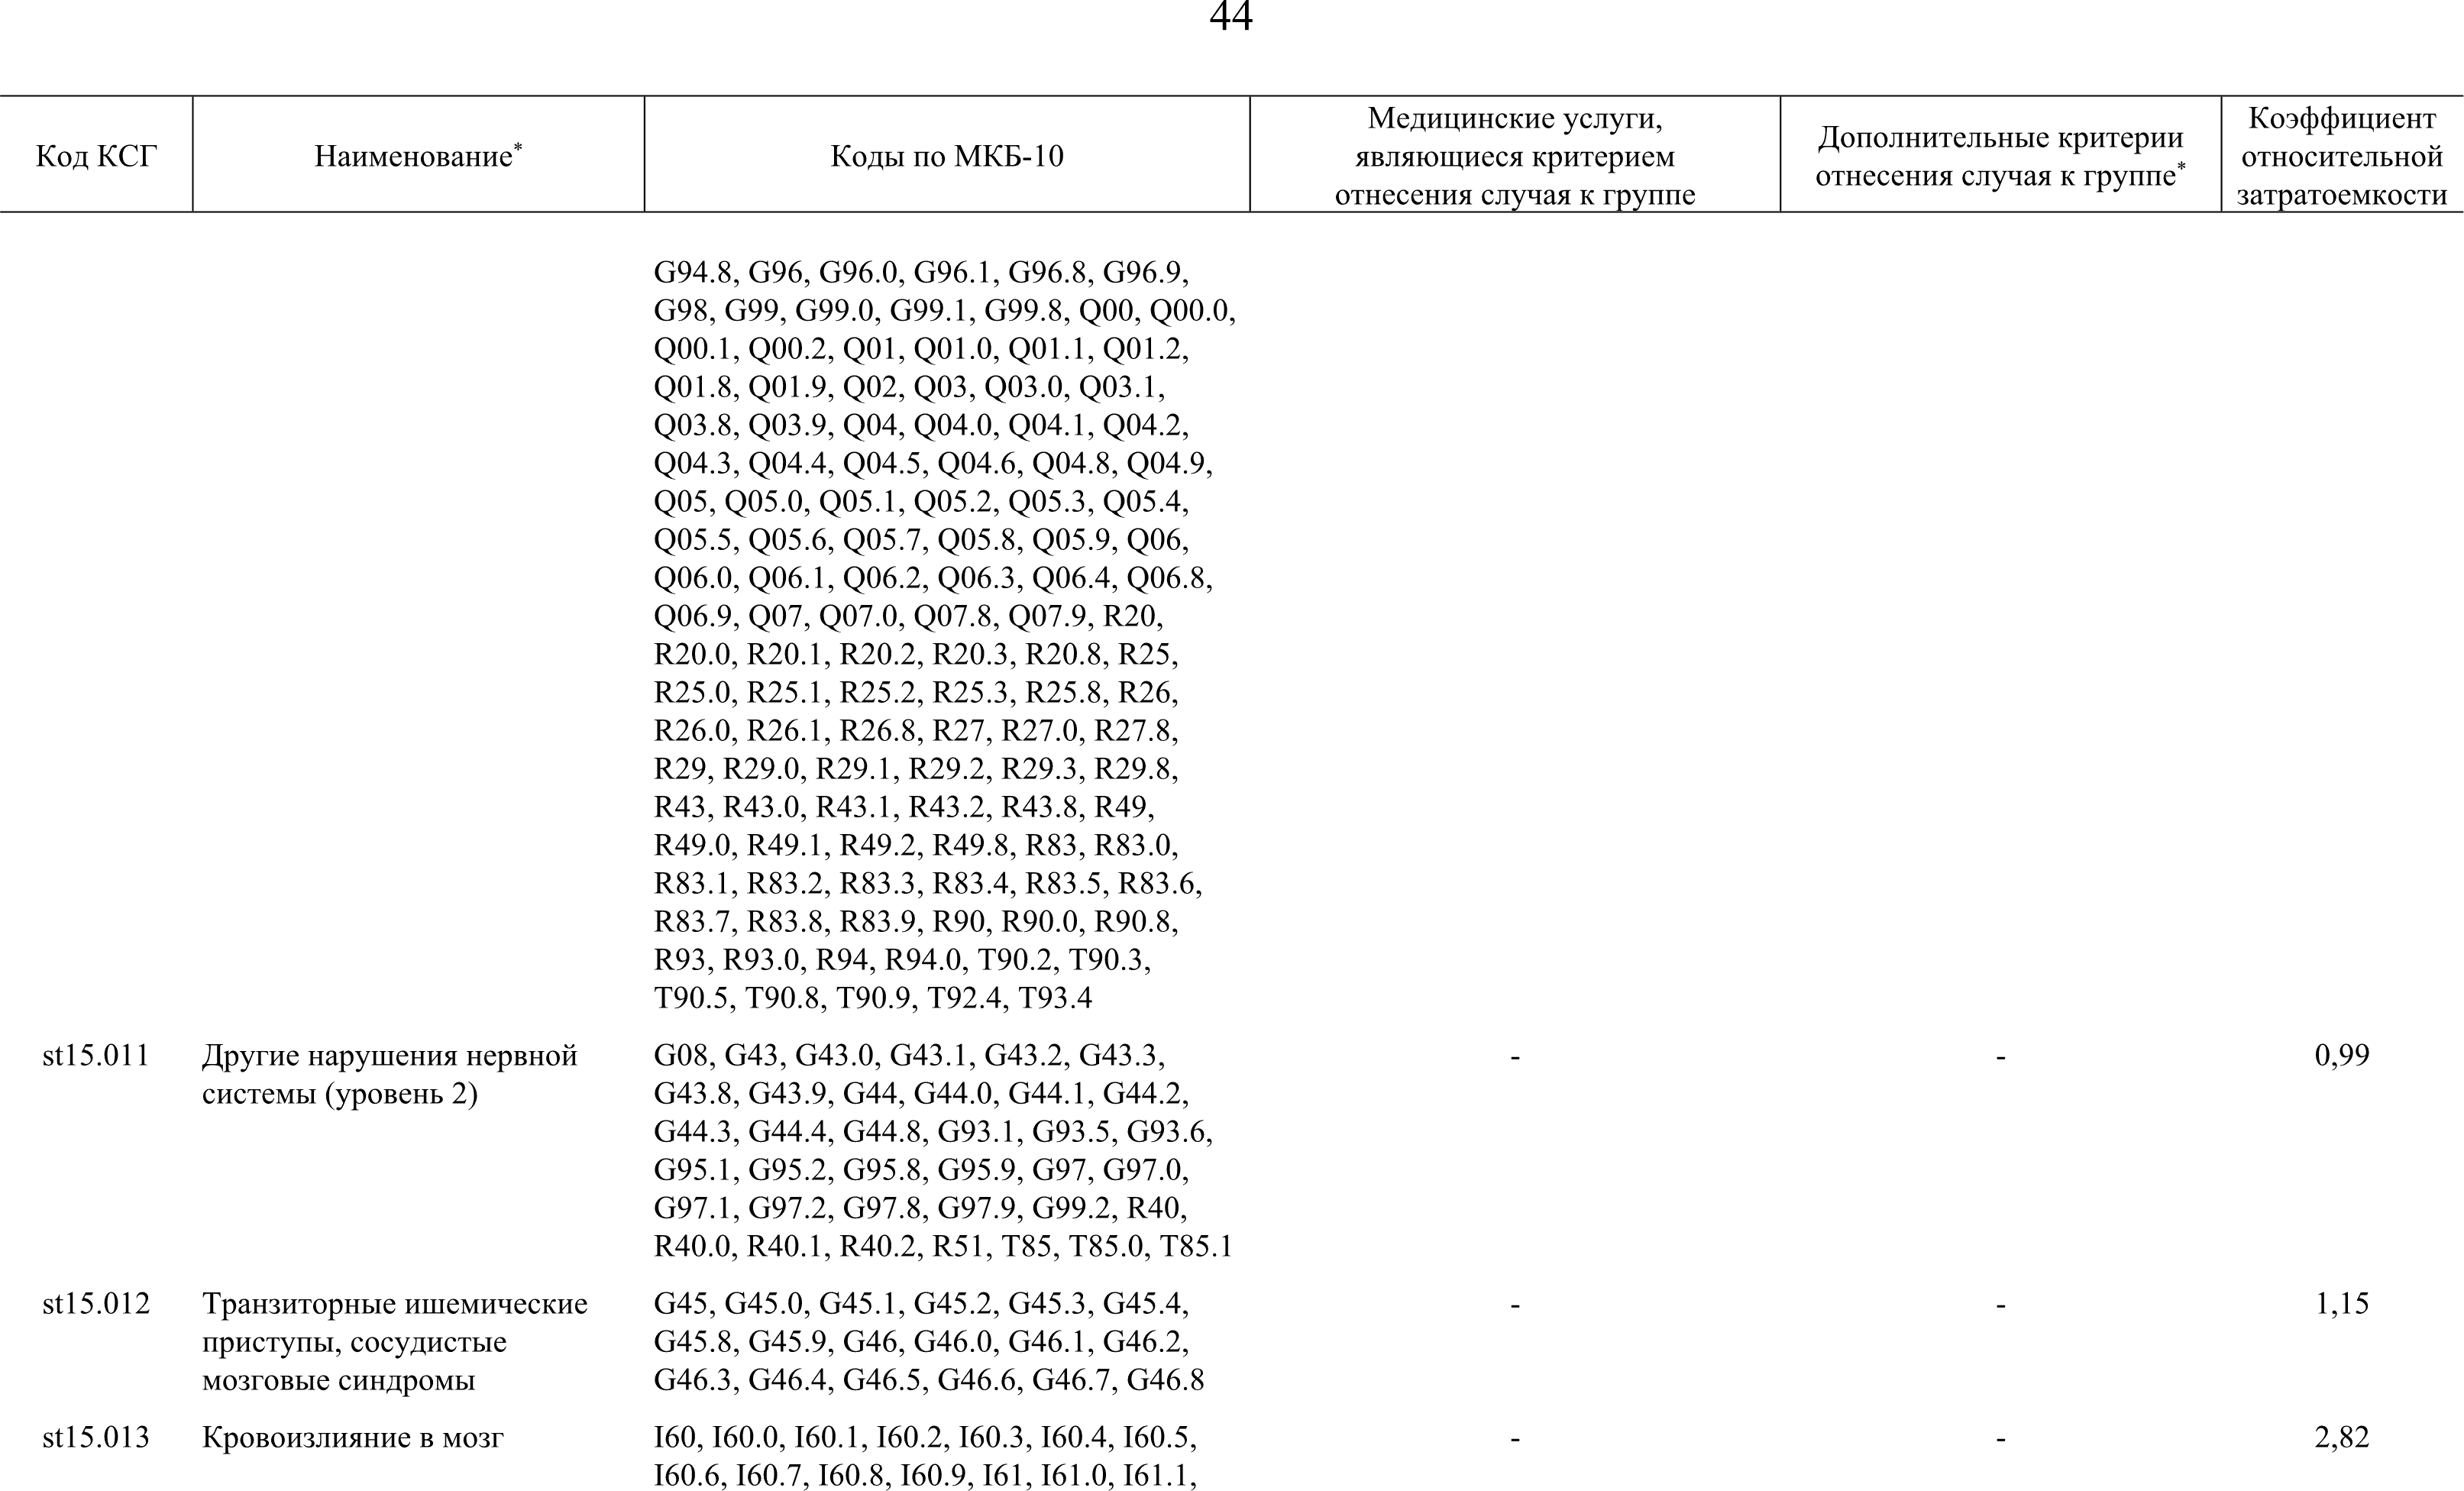 44
Код КСГ
Наименование*
Коды по МКБ-10
Медицинские услуги,
являющиеся критерием
отнесения случая к группе
Дополнительные критерии
отнесения случая к группе*
Коэффициент
относительной
затратоемкости
G94.8, G96, G96.0, G96.1, G96.8, G96.9,
G98, G99, G99.0, G99.1, G99.8, Q00, Q00.0,
Q00.1, Q00.2, Q01, Q01.0, Q01.1, Q01.2,
Q01.8, Q01.9, Q02, Q03, Q03.0, Q03.1,
Q03.8, Q03.9, Q04, Q04.0, Q04.1, Q04.2,
Q04.3, Q04.4, Q04.5, Q04.6, Q04.8, Q04.9,
Q05, Q05.0, Q05.1, Q05.2, Q05.3, Q05.4,
Q05.5, Q05.6, Q05.7, Q05.8, Q05.9, Q06,
Q06.0, Q06.1, Q06.2, Q06.3, Q06.4, Q06.8,
Q06.9, Q07, Q07.0, Q07.8, Q07.9, R20,
R20.0, R20.1, R20.2, R20.3, R20.8, R25,
R25.0, R25.1, R25.2, R25.3, R25.8, R26,
R26.0, R26.1, R26.8, R27, R27.0, R27.8,
R29, R29.0, R29.1, R29.2, R29.3, R29.8,
R43, R43.0, R43.1, R43.2, R43.8, R49,
R49.0, R49.1, R49.2, R49.8, R83, R83.0,
R83.1, R83.2, R83.3, R83.4, R83.5, R83.6,
R83.7, R83.8, R83.9, R90, R90.0, R90.8,
R93, R93.0, R94, R94.0, T90.2, T90.3,
T90.5, T90.8, T90.9, T92.4, T93.4
st15.011
Другие нарушения нервной
системы (уровень 2)
G08, G43, G43.0, G43.1, G43.2, G43.3,
G43.8, G43.9, G44, G44.0, G44.1, G44.2,
G44.3, G44.4, G44.8, G93.1, G93.5, G93.6,
G95.1, G95.2, G95.8, G95.9, G97, G97.0,
G97.1, G97.2, G97.8, G97.9, G99.2, R40,
R40.0, R40.1, R40.2, R51, T85, T85.0, T85.1
-
-
0,99
st15.012
Транзиторные ишемические
приступы, сосудистые
мозговые синдромы
G45, G45.0, G45.1, G45.2, G45.3, G45.4,
G45.8, G45.9, G46, G46.0, G46.1, G46.2,
G46.3, G46.4, G46.5, G46.6, G46.7, G46.8
-
-
1,15
st15.013
Кровоизлияние в мозг
I60, I60.0, I60.1, I60.2, I60.3, I60.4, I60.5,
I60.6, I60.7, I60.8, I60.9, I61, I61.0, I61.1,
-
-
2,82